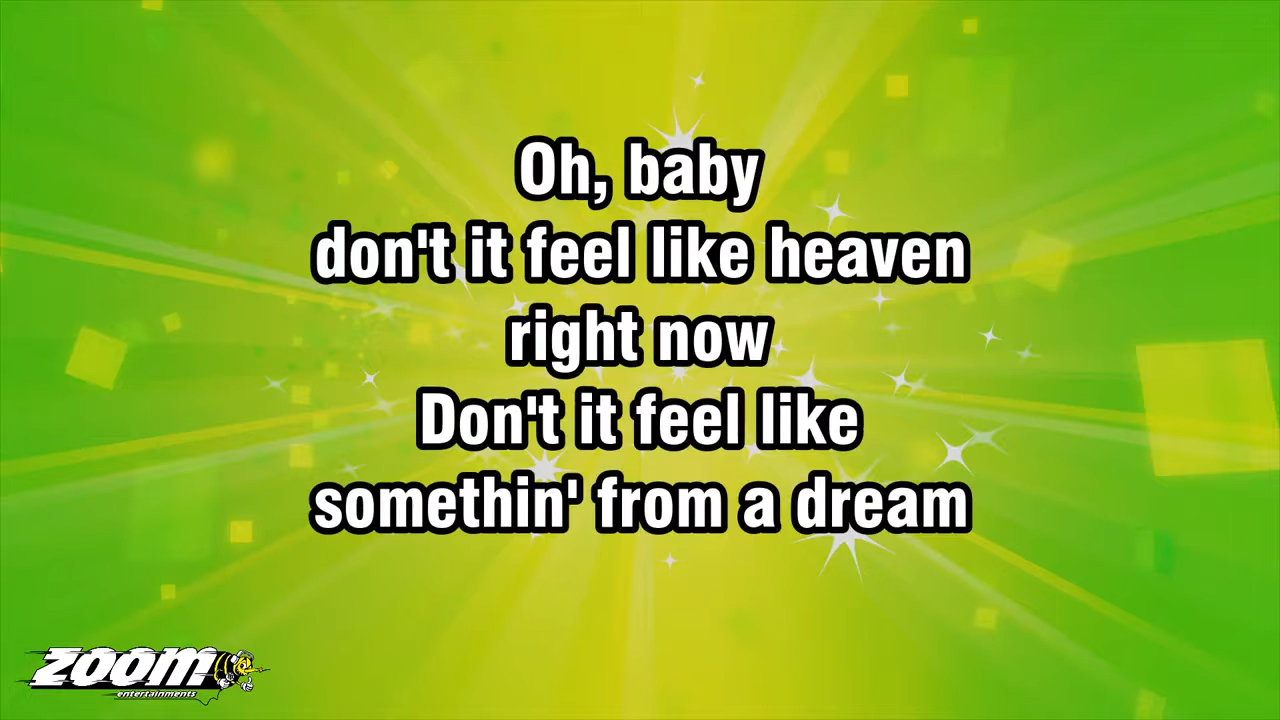 Oh, baby
don't it feel like heaven
right now
Don't it feel like
somethin' from a dream
ZOOM
entertainments